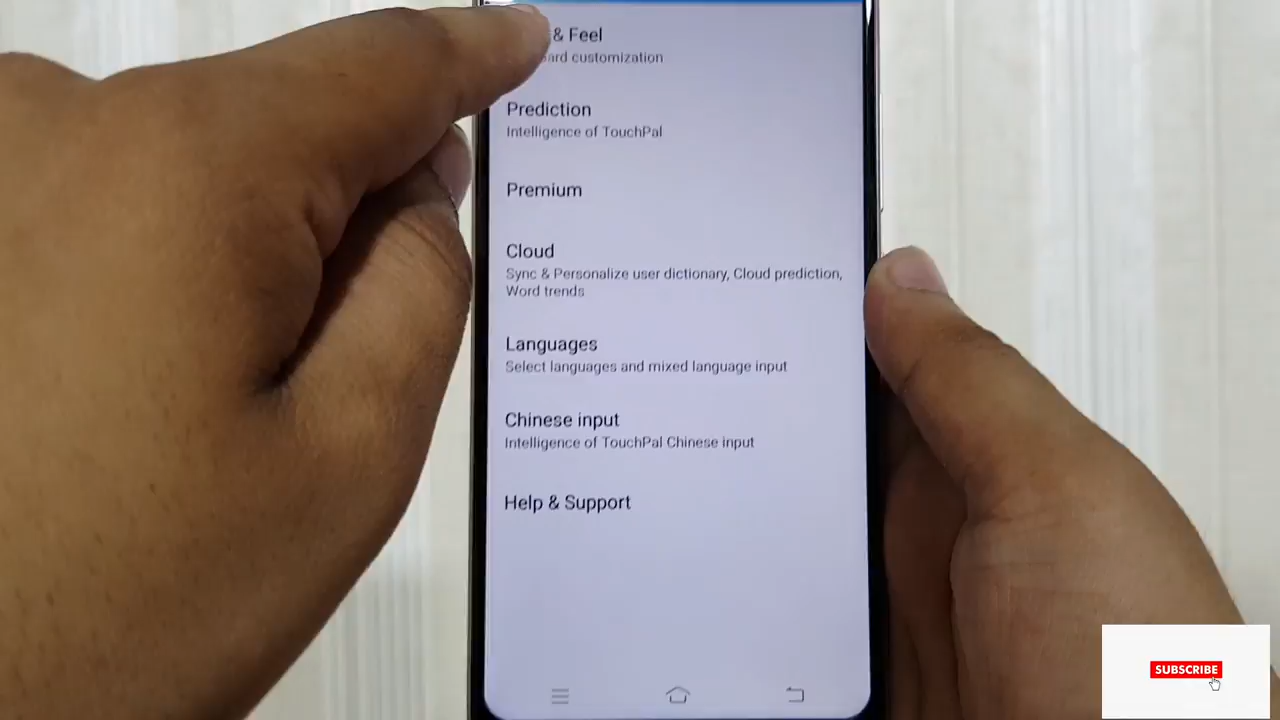 & Feel
customization
Prediction
Intelligence of TouchPal
Premium
Cloud
Sync & Personalize user dictionary, Cloud prediction,
Word trends
Languages
Select languages and mixed language input
Chinese input
Intelligence of TouchPal Chinese input
Help & Support
SUBSCRIBE